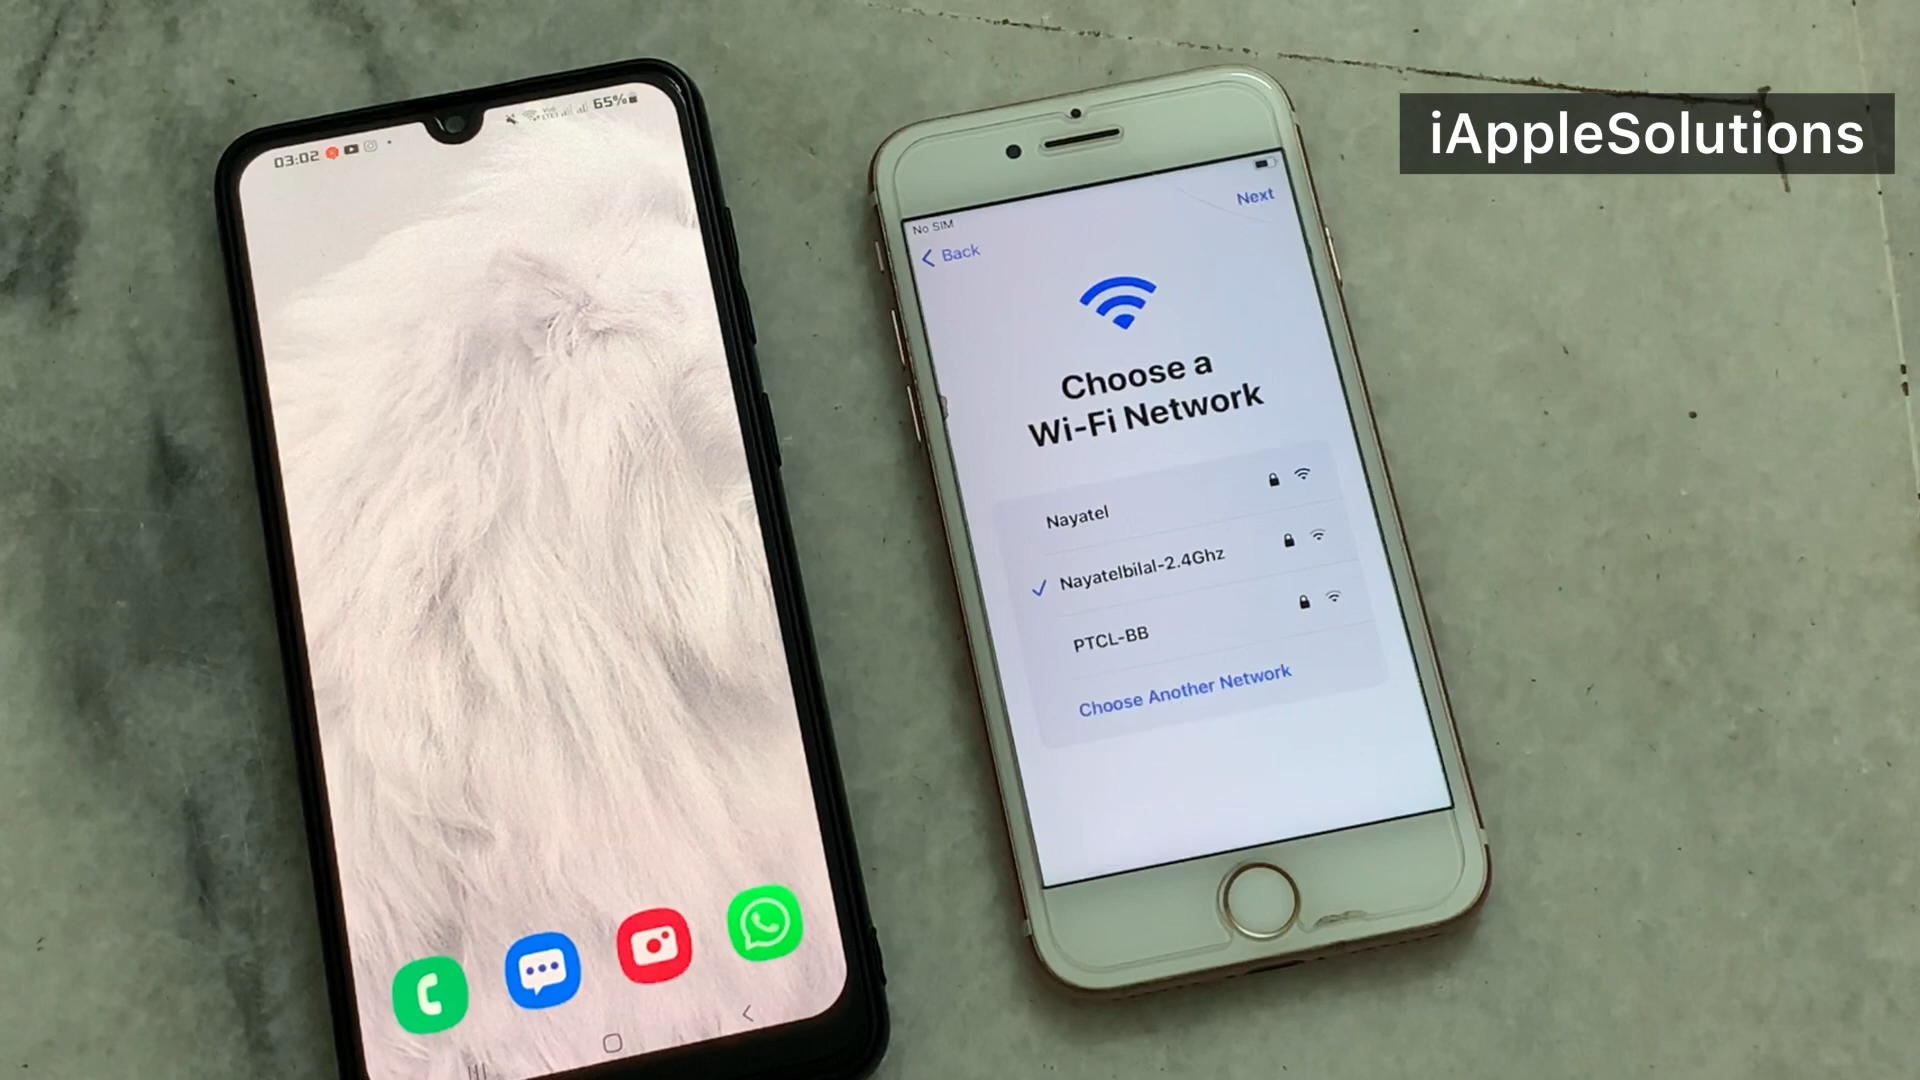 iAppleSolutions
03:02
65%
No SIM
Back
Next
Choose a
Wi-Fi Network
Nayatel
Nayatelbilal-2.4Ghz
PTCL-BB
Choose Another Network